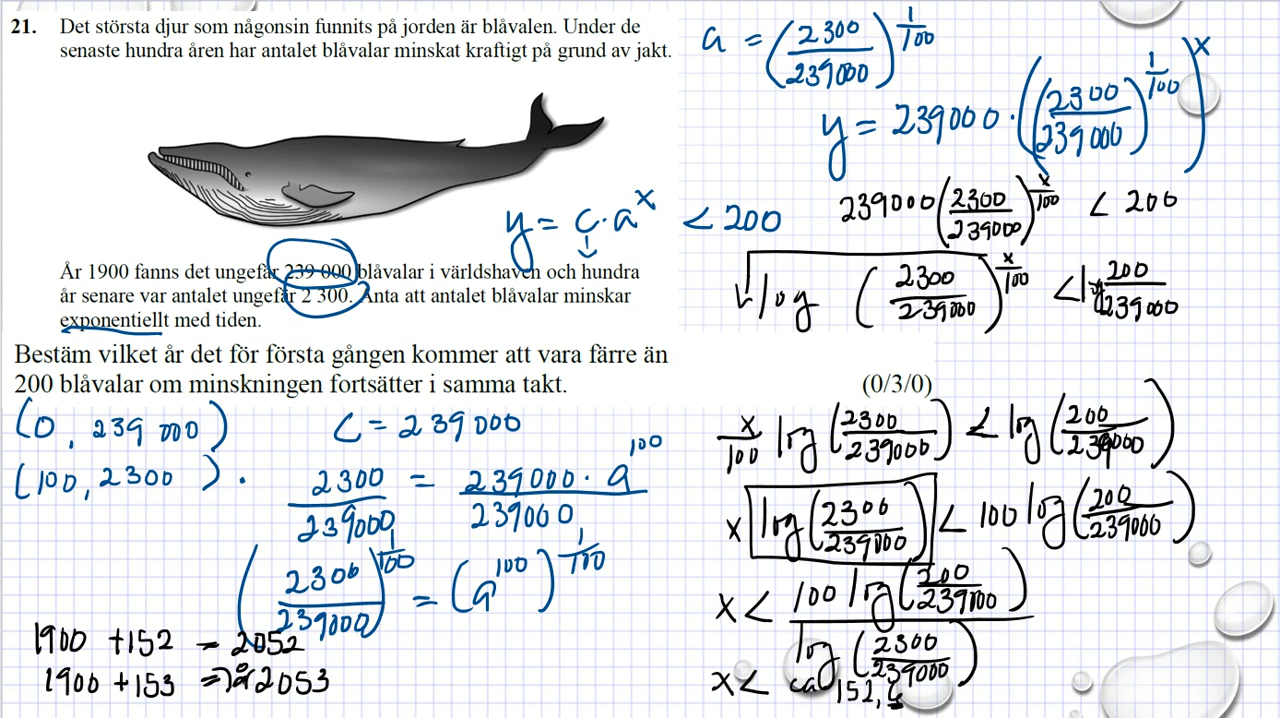 21. Det största djur som någonsin funnits på jorden är blåvalen. Under de
senaste hundra åren har antalet blåvalar minskat kraftigt på grund av jakt.
y = c · a^x < 200
År 1900 fanns det ungefär 239 000 blåvalar i världshaven och hundra
år senare var antalet ungefär 2 300. Anta att antalet blåvalar minskar
exponentiellt med tiden.
Bestäm vilket år det för första gången kommer att vara färre än
200 blåvalar om minskningen fortsätter i samma takt. (0/3/0)
(0, 239 000) C = 239000
(100, 2300) · 2300/239000 = 239000 · a^100/239000
(2300/239000)^1/100 = (a^100)^1/100
1900 + 152 = 2052
1900 + 153 = år 2053
a = (2300/239000)^1/100
y = 239000 · ((2300/239000)^1/100)^x
239000 (2300/239000)^x/100 < 200
log (2300/239000)^x/100 < log 200/239000
x/100 log (2300/239000) < log (200/239000)
x log (2300/239000) < 100 log (200/239000)
x < 100 log (200/239000) / log (2300/239000)
x < ca 152,